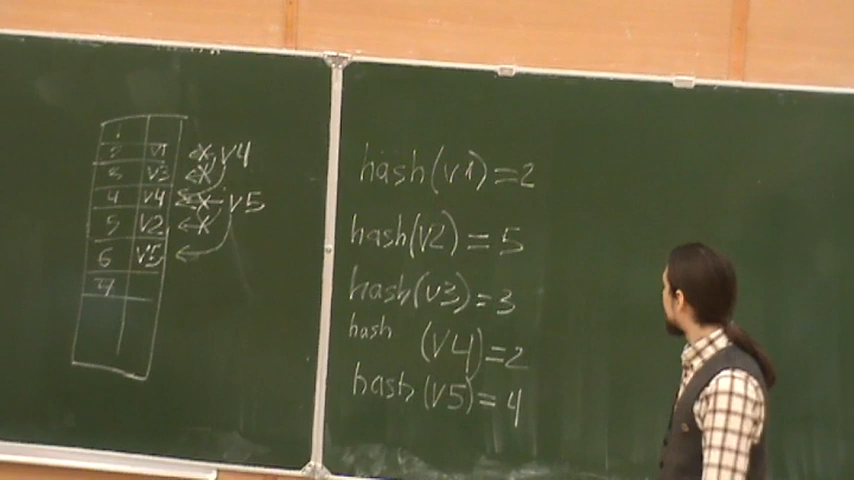 1
2 v1 x v4
3 v3 x
4 v4 x v5
5 v2 x
6 v5
hash(v1)=2
hash(v2)=5
hash(v3)=3
hash (v4)=2
hash(v5)=4